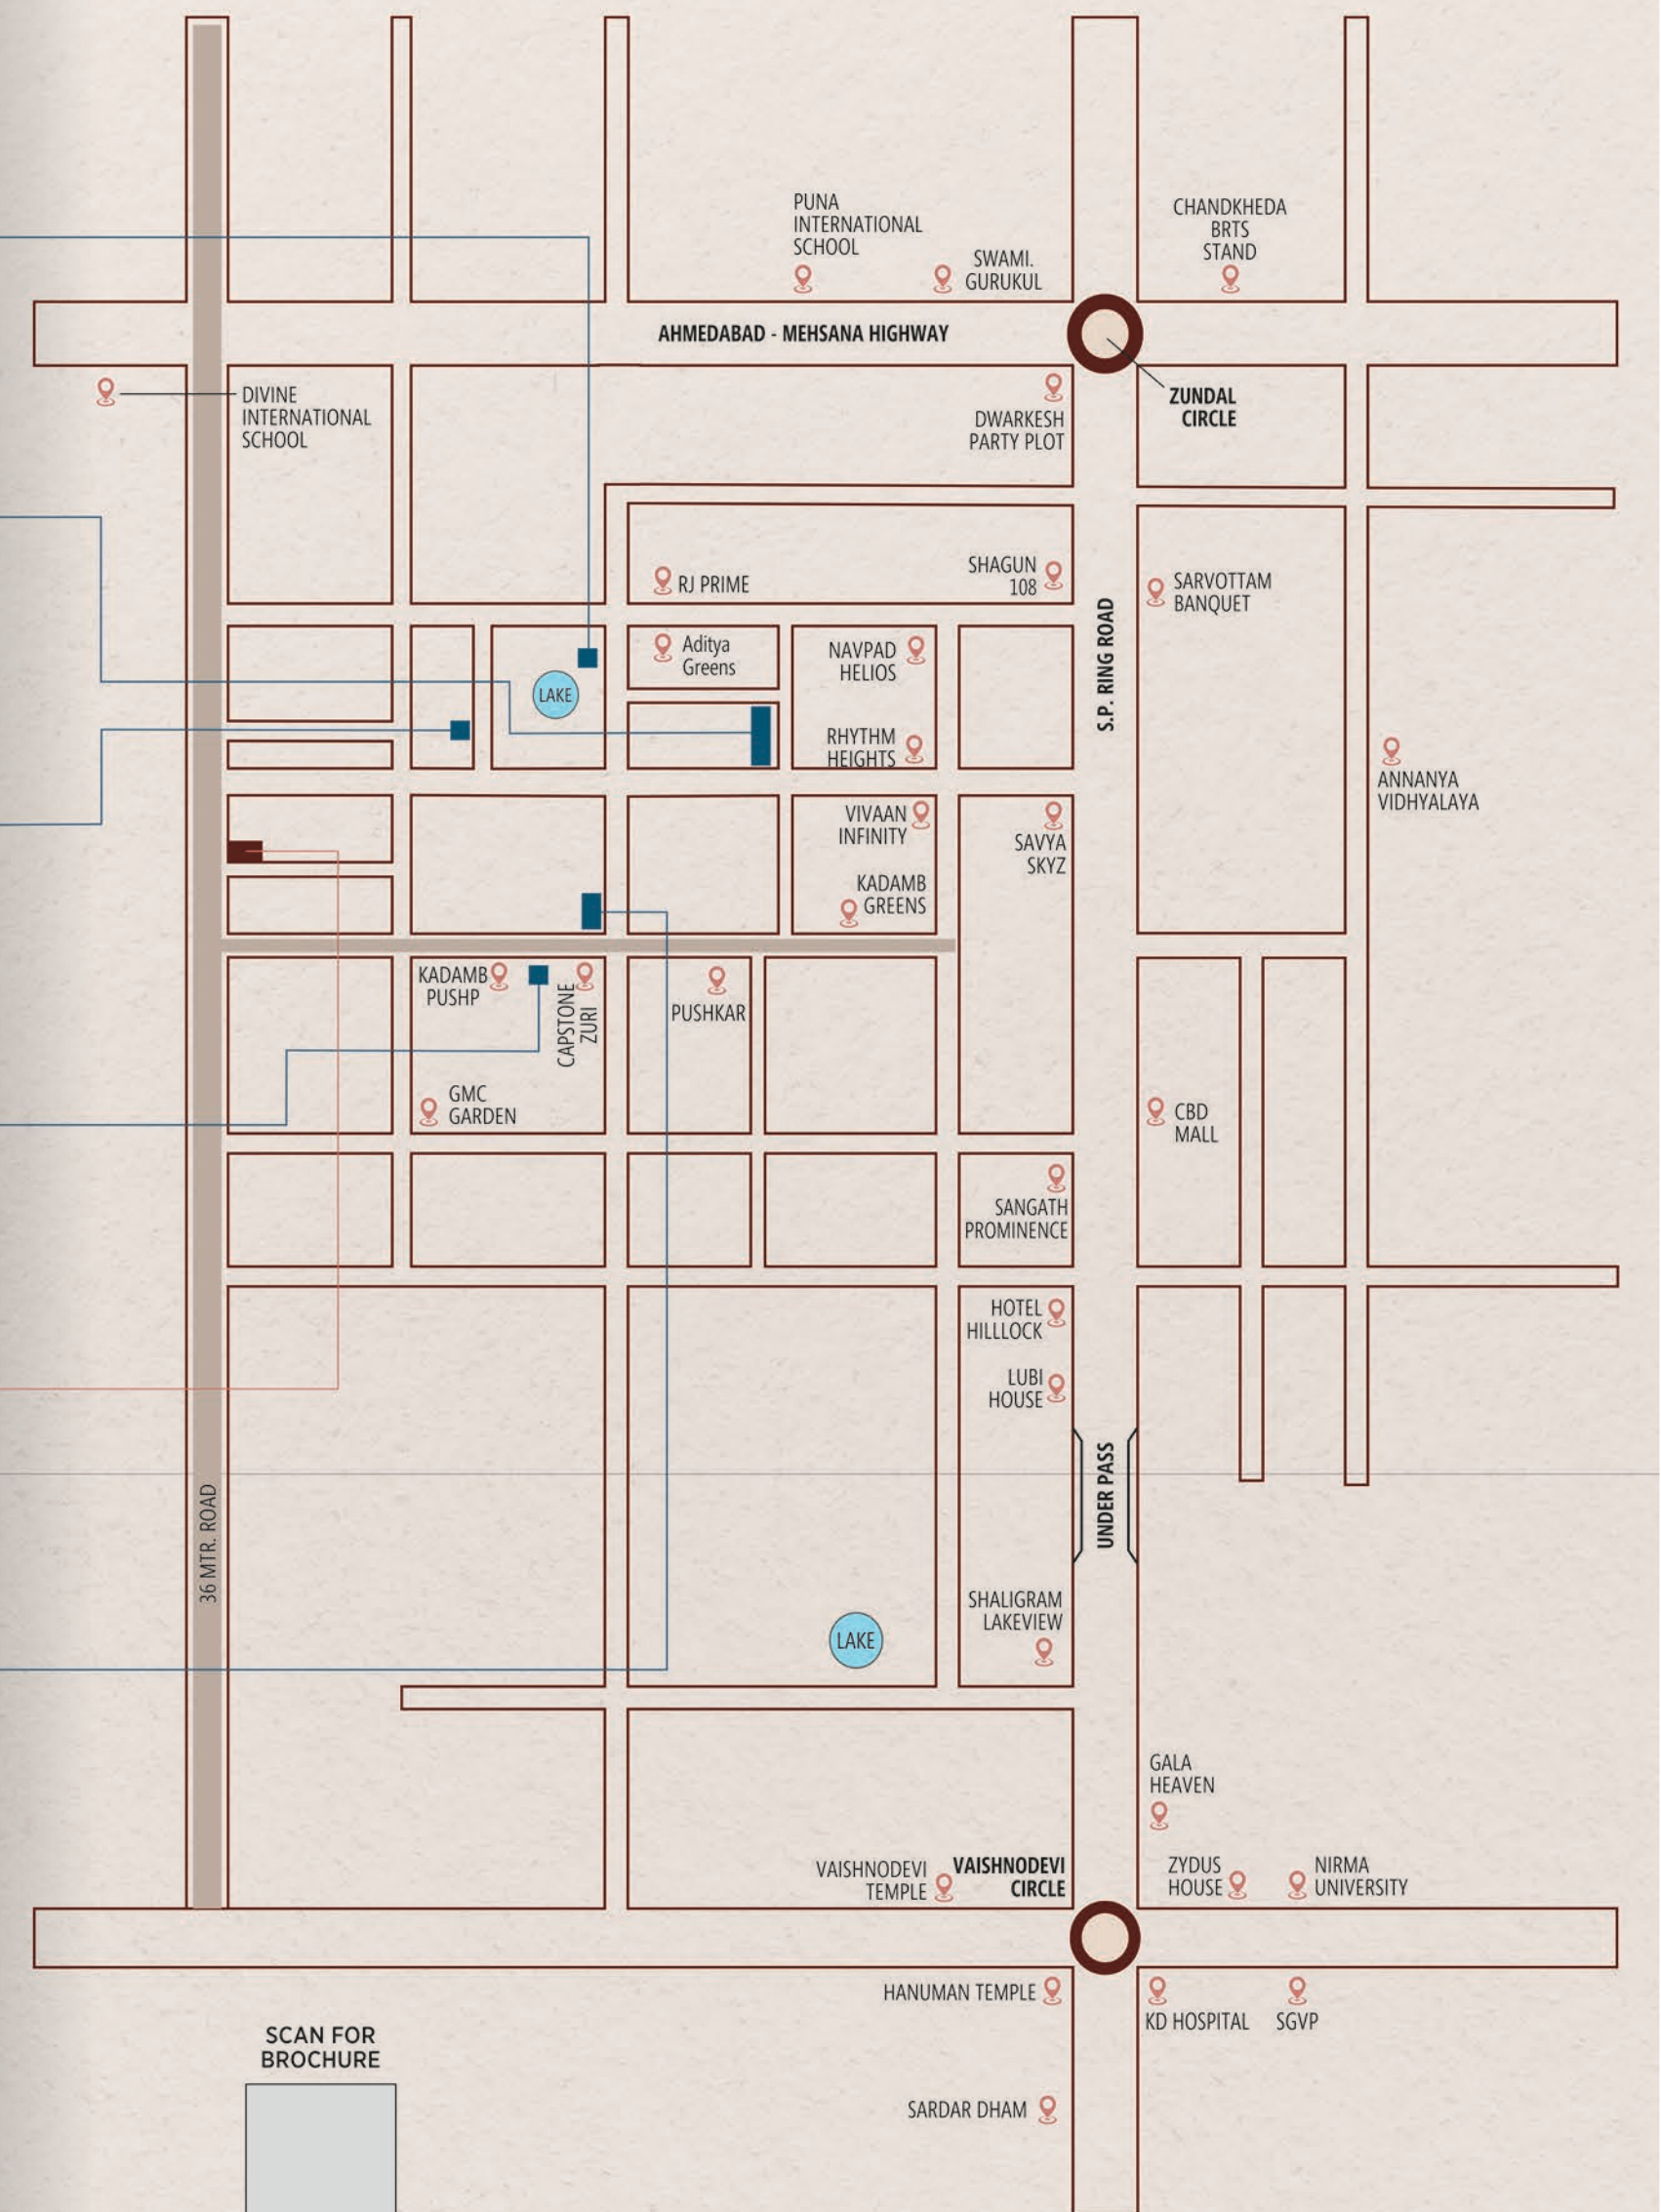 PUNA
INTERNATIONAL
SCHOOL
SWAMI.
GURUKUL
CHANDKHEDA
BRTS
STAND
AHMEDABAD - MEHSANA HIGHWAY
DIVINE
INTERNATIONAL
SCHOOL
DWARKESH
PARTY PLOT
ZUNDAL
CIRCLE
RJ PRIME
SHAGUN
108
SARVOTTAM
BANQUET
S.P. RING ROAD
Aditya
Greens
NAVPAD
HELIOS
LAKE
RHYTHM
HEIGHTS
ANNANYA
VIDHYALAYA
VIVAAN
INFINITY
SAVYA
SKYZ
KADAMB
GREENS
KADAMB
PUSHP
CAPSTONE
ZURI
PUSHKAR
GMC
GARDEN
CBD
MALL
SANGATH
PROMINENCE
HOTEL
HILLLOCK
LUBI
HOUSE
UNDER PASS
36 MTR. ROAD
SHALIGRAM
LAKEVIEW
LAKE
GALA
HEAVEN
VAISHNODEVI
TEMPLE
VAISHNODEVI
CIRCLE
ZYDUS
HOUSE
NIRMA
UNIVERSITY
HANUMAN TEMPLE
KD HOSPITAL
SGVP
SCAN FOR
BROCHURE
SARDAR DHAM